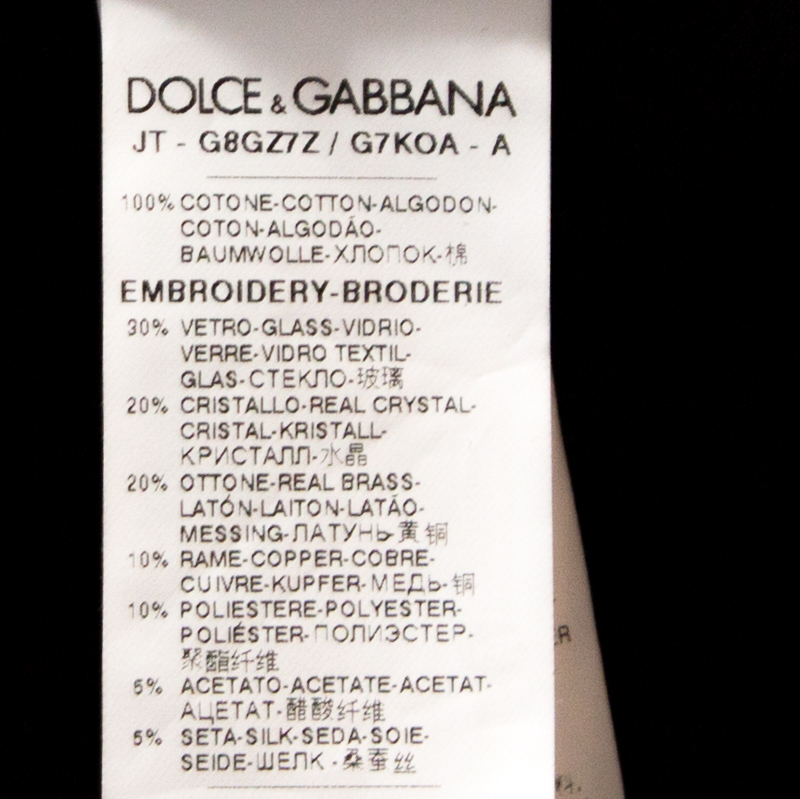 DOLCE & GABBANA
JT - G8GZ7Z / G7KOA - A
100% COTONE-COTTON-ALGODON-
COTON-ALGODÃO-
BAUMWOLLE-ХЛОПОК-棉
EMBROIDERY-BRODERIE
30% VETRO-GLASS-VIDRIO-
VERRE-VIDRO TEXTIL-
GLAS-СТЕКЛО-玻璃
20% CRISTALLO-REAL CRYSTAL-
CRISTAL-KRISTALL-
КРИСТАЛЛ-水晶
20% OTTONE-REAL BRASS-
LATÓN-LAITON-LATÃO-
MESSING-ЛАТУНЬ-黄铜
10% RAME-COPPER-COBRE-
CUIVRE-KUPFER-МЕДЬ-铜
10% POLIESTERE-POLYESTER-
POLIÉSTER-ПОЛИЭСТЕР-
聚酯纤维
5% ACETATO-ACETATE-ACETAT-
АЦЕТАТ-醋酸纤维
5% SETA-SILK-SEDA-SOIE-
SEIDE-ШЕЛК -桑蚕丝